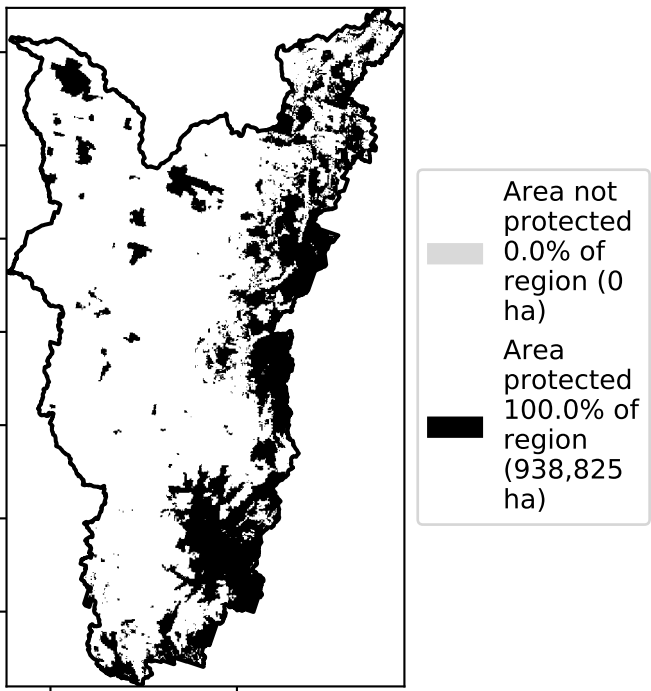 Area not
protected
0.0% of
region (0
ha)
Area
protected
100.0% of
region
(938,825
ha)